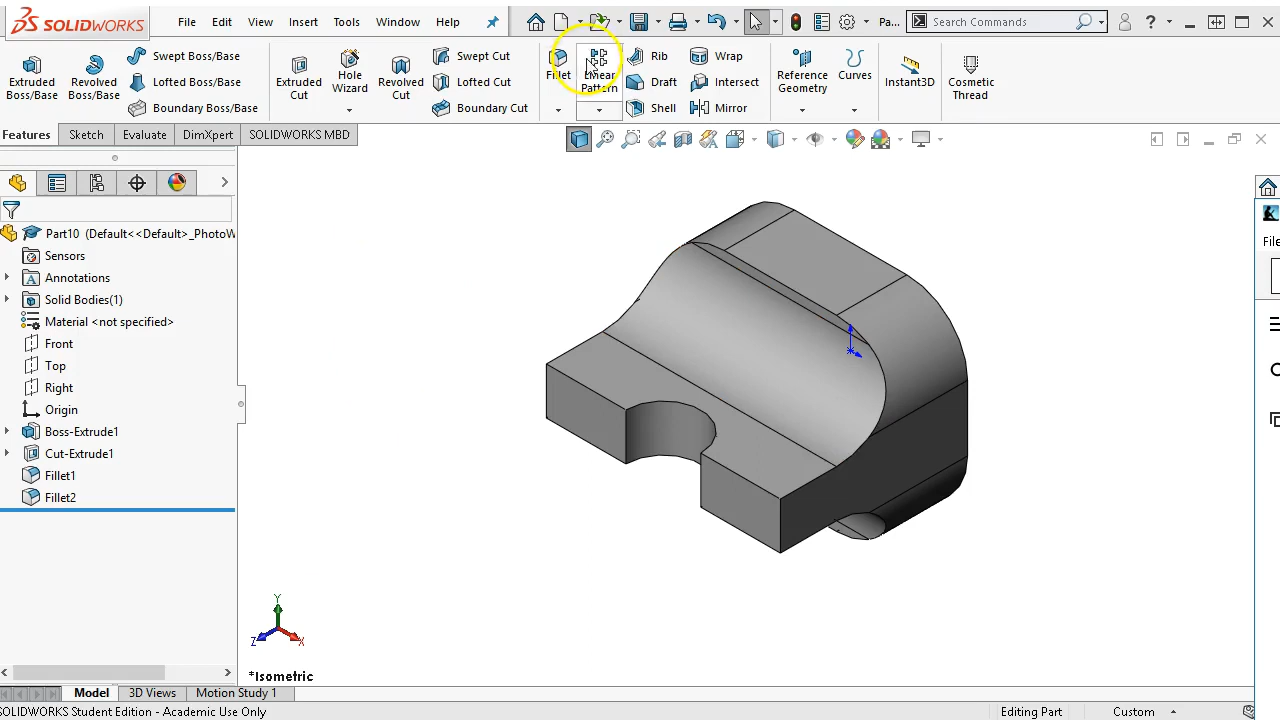 SOLIDWORKS
File Edit View Insert Tools Window Help
Pa...
Search Commands
Extruded Boss/Base
Revolved Boss/Base
Swept Boss/Base
Lofted Boss/Base
Boundary Boss/Base
Extruded Cut
Hole Wizard
Revolved Cut
Swept Cut
Lofted Cut
Boundary Cut
Fillet
Linear Pattern
Rib
Draft
Shell
Wrap
Intersect
Mirror
Reference Geometry
Curves
Instant3D
Cosmetic Thread
Features Sketch Evaluate DimXpert SOLIDWORKS MBD
Part10 (Default<<Default>_PhotoW
Sensors
Annotations
Solid Bodies(1)
Material <not specified>
Front
Top
Right
Origin
Boss-Extrude1
Cut-Extrude1
Fillet1
Fillet2
File
Y
Z
X
*Isometric
Model 3D Views Motion Study 1
SOLIDWORKS Student Edition - Academic Use Only
Editing Part
Custom